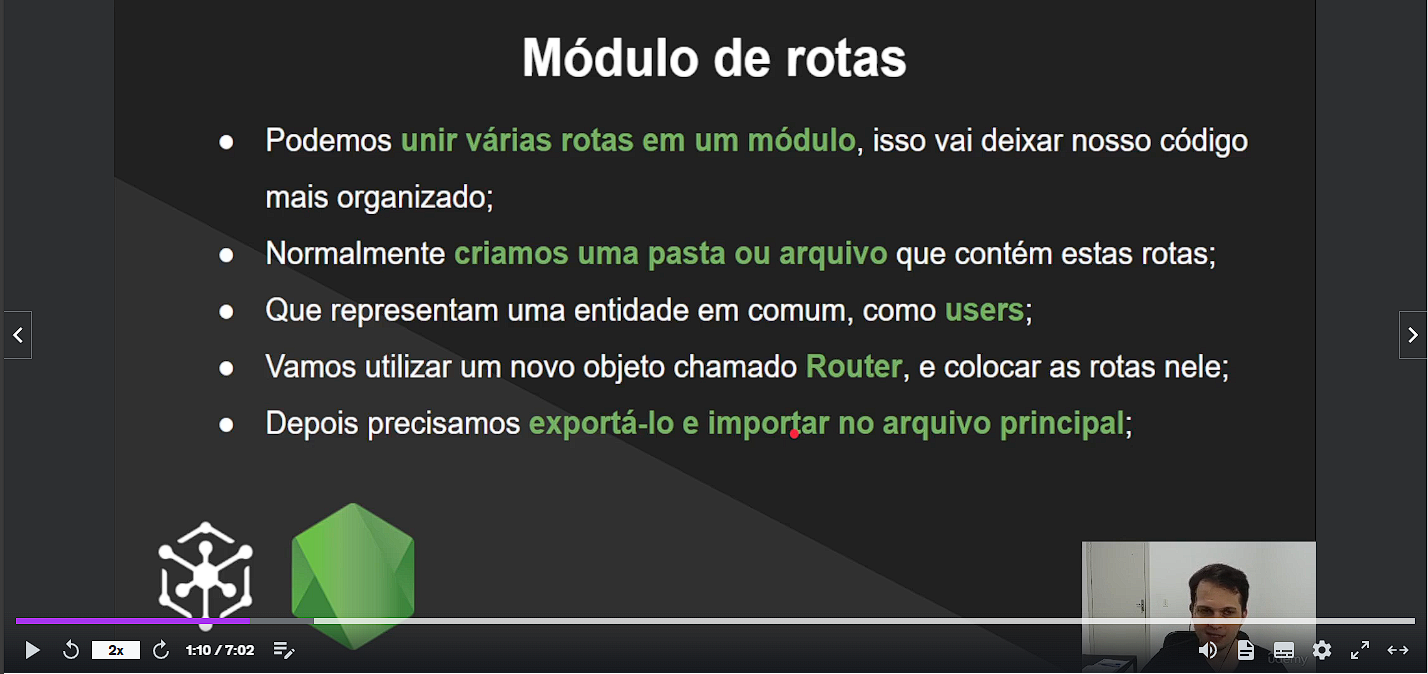 Módulo de rotas
● Podemos unir várias rotas em um módulo, isso vai deixar nosso código
mais organizado;
● Normalmente criamos uma pasta ou arquivo que contém estas rotas;
● Que representam uma entidade em comum, como users;
● Vamos utilizar um novo objeto chamado Router, e colocar as rotas nele;
● Depois precisamos exportá-lo e importar no arquivo principal;
2x
1:10 / 7:02
udemy